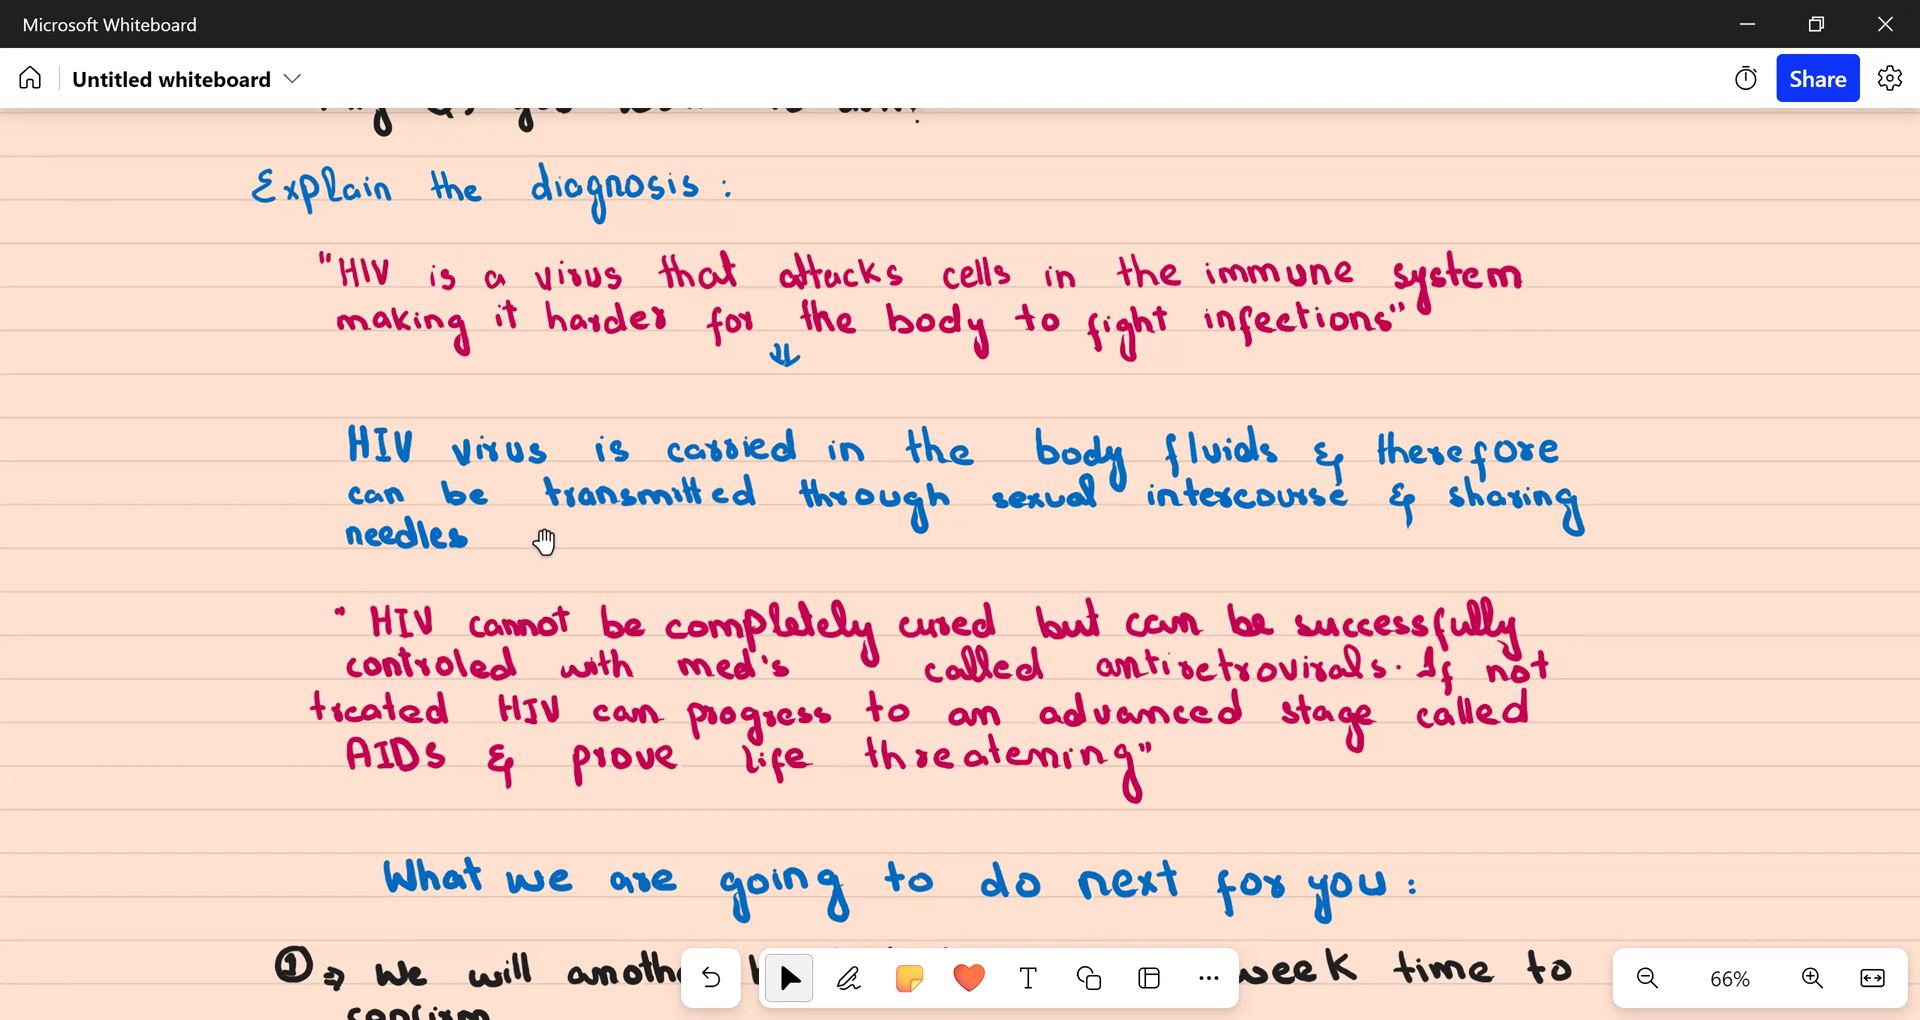 Microsoft Whiteboard
Untitled whiteboard
Share
Explain the diagnosis :
"HIV is a virus that attacks cells in the immune system
making it harder for the body to fight infections"
HIV virus is carried in the body fluids & therefore
can be transmitted through sexual intercourse & sharing
needles
" HIV cannot be completely cured but can be successfully
controled with med's called antiretrovirals. If not
treated HIV can progress to an advanced stage called
AIDs & prove life threatening"
What we are going to do next for you :
① ⇒ We will week time to
confirm
T
66%